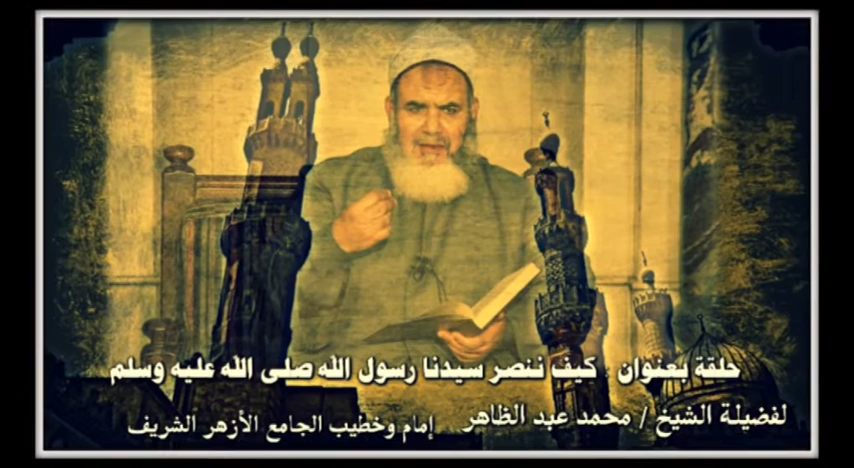 حلقة بعنوان : كيف ننصر سيدنا رسول الله صلى الله عليه وسلم
لفضيلة الشيخ / محمد عبد الظاهر إمام وخطيب الجامع الأزهر الشريف